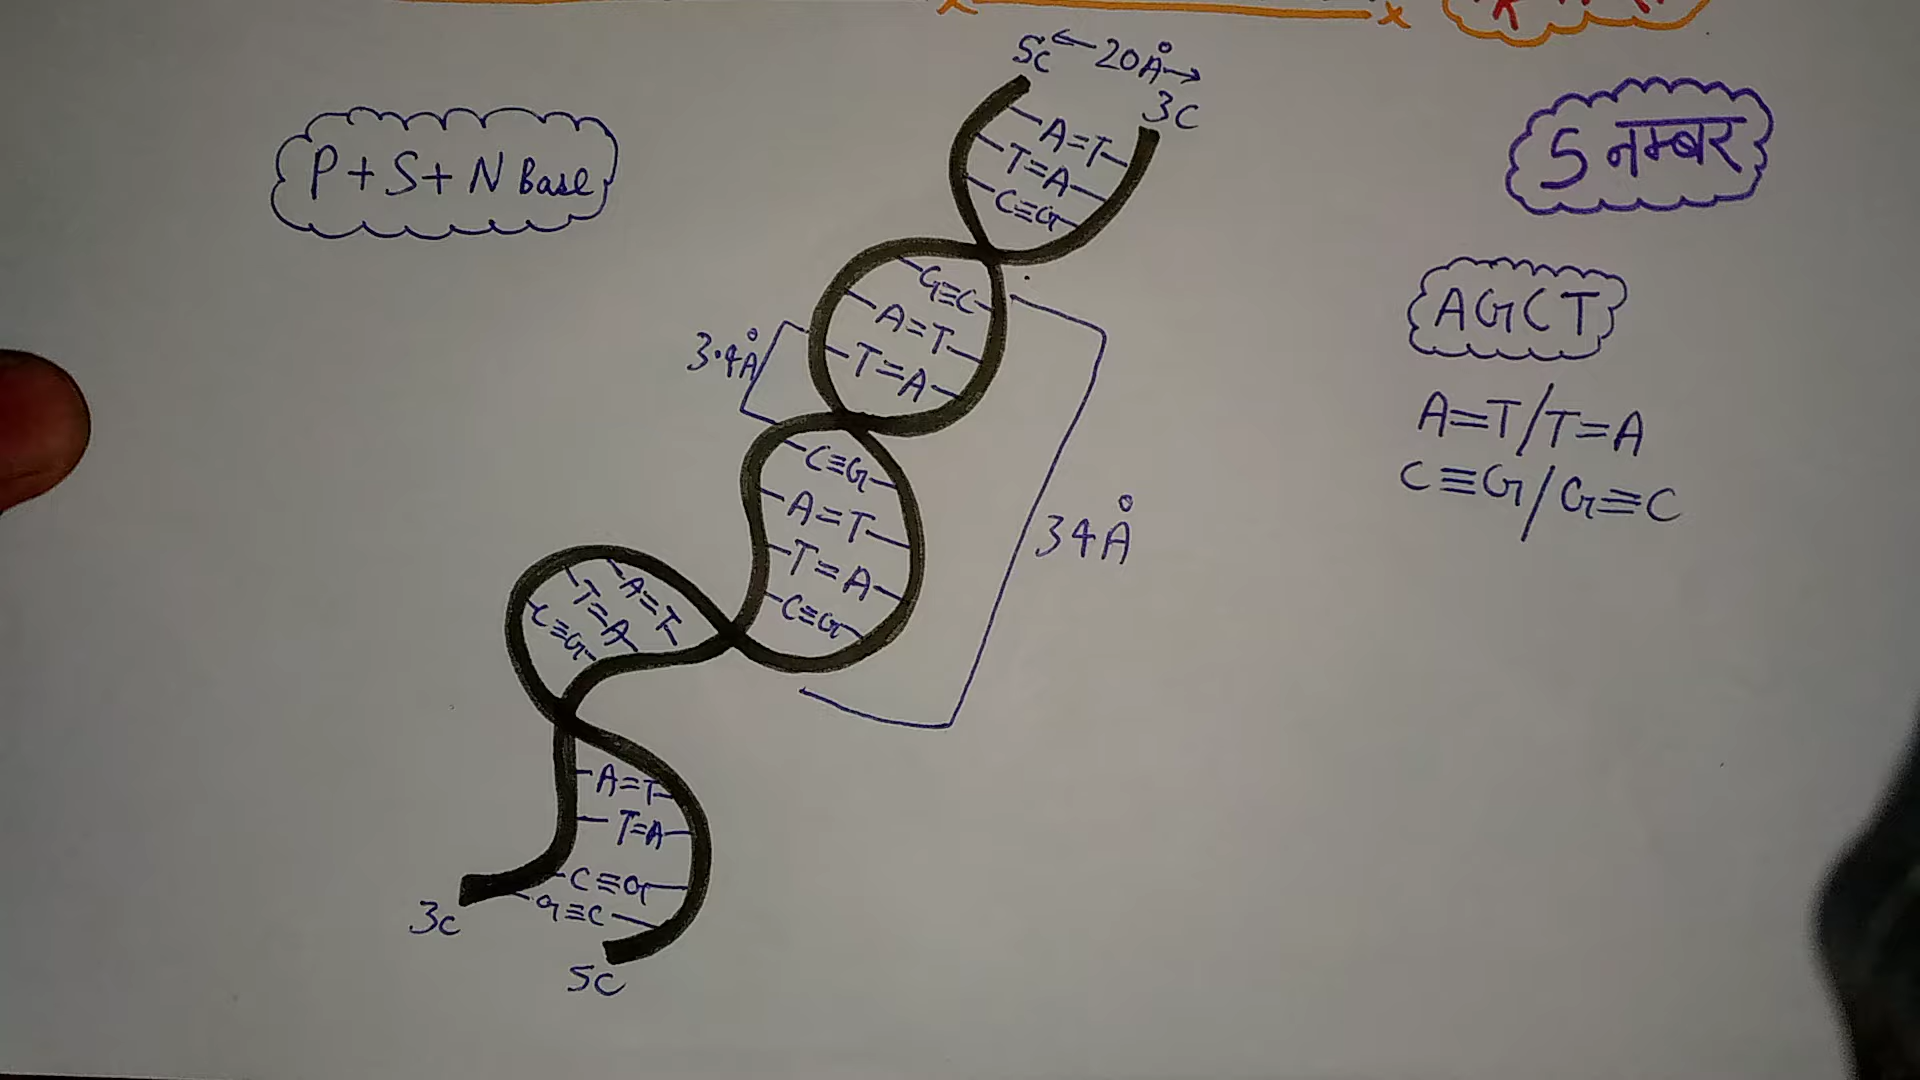 5c ← 20Å →
3c
P + S + N Base
5 नम्बर
A=T
T=A
C≡G
AGCT
G≡C
A=T
T=A
3.4Å
A=T/T=A
C≡G/G≡C
C≡G
A=T
T=A
C≡G
34Å
A=T
T=A
C≡G
A=T
T=A
C≡G
G≡C
3c
5c